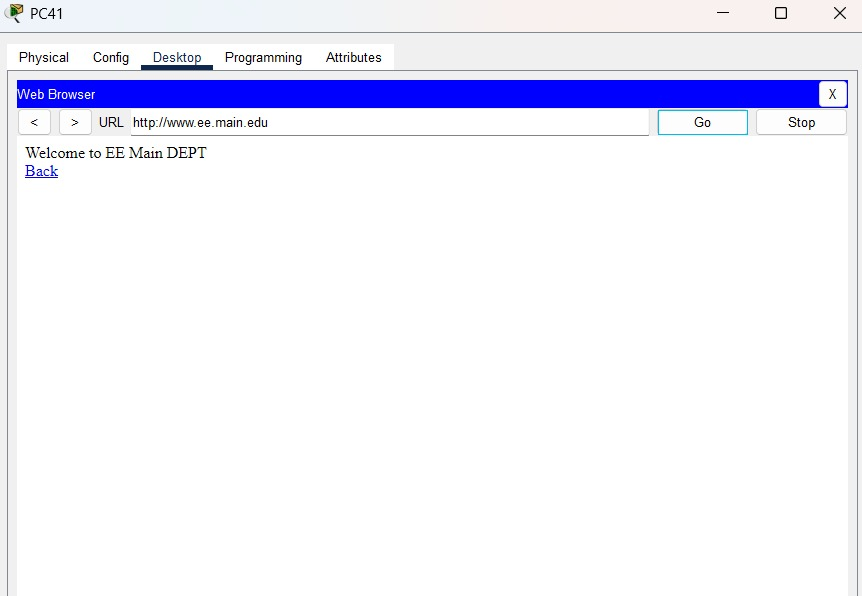 PC41
Physical Config Desktop Programming Attributes
Web Browser X
< > URL http://www.ee.main.edu Go Stop
Welcome to EE Main DEPT
Back